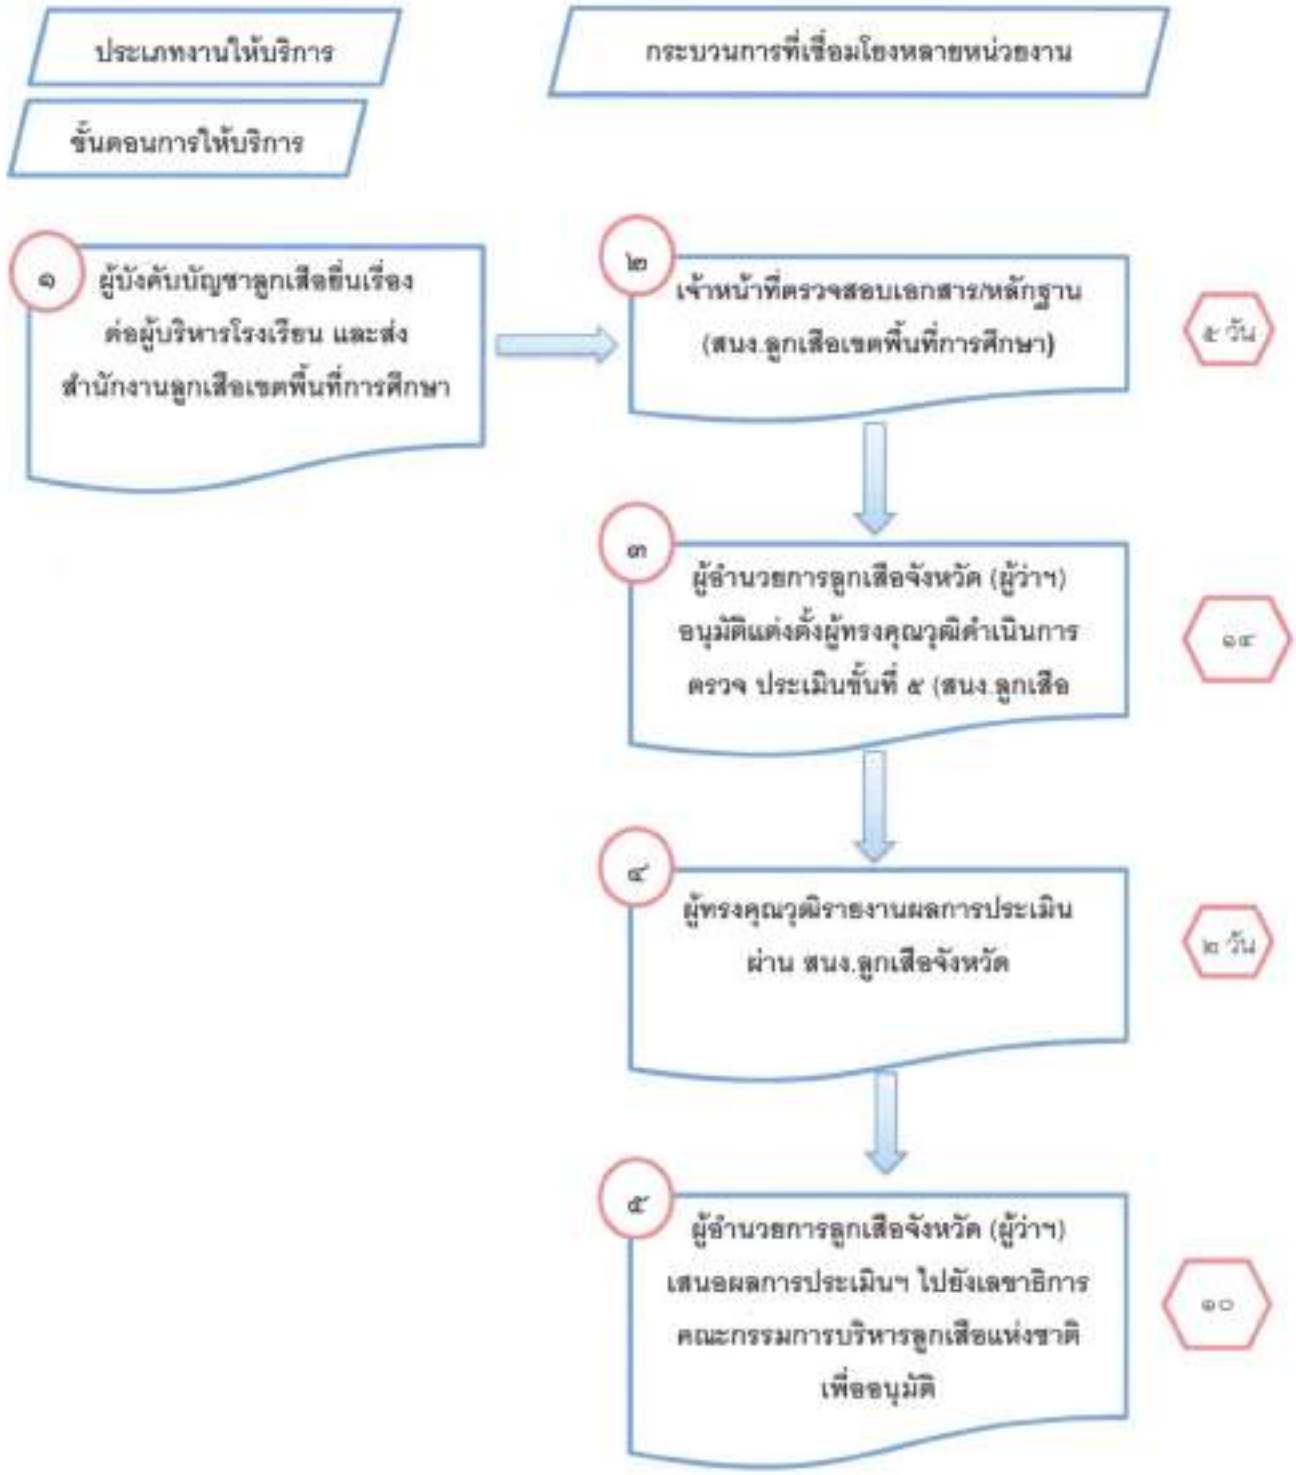 ประเภทงานให้บริการ
กระบวนการที่เชื่อมโยงหลายหน่วยงาน
ขั้นตอนการให้บริการ
๑
ผู้บังคับบัญชาลูกเสือยื่นเรื่อง
ต่อผู้บริหารโรงเรียน และส่ง
สำนักงานลูกเสือเขตพื้นที่การศึกษา
๒
เจ้าหน้าที่ตรวจสอบเอกสาร/หลักฐาน
(สนง.ลูกเสือเขตพื้นที่การศึกษา)
๕ วัน
๓
ผู้อำนวยการลูกเสือจังหวัด (ผู้ว่าฯ)
อนุมัติแต่งตั้งผู้ทรงคุณวุฒิดำเนินการ
ตรวจ ประเมินขั้นที่ ๕ (สนง.ลูกเสือ
๑๔
๔
ผู้ทรงคุณวุฒิรายงานผลการประเมิน
ผ่าน สนง.ลูกเสือจังหวัด
๒ วัน
๕
ผู้อำนวยการลูกเสือจังหวัด (ผู้ว่าฯ)
เสนอผลการประเมินฯ ไปยังเลขาธิการ
คณะกรรมการบริหารลูกเสือแห่งชาติ
เพื่ออนุมัติ
๑๐